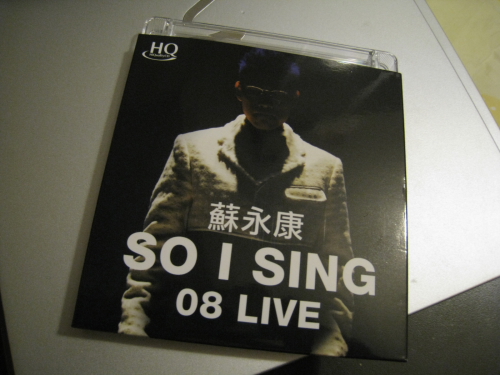 HQ
蘇永康
SO I SING
08 LIVE